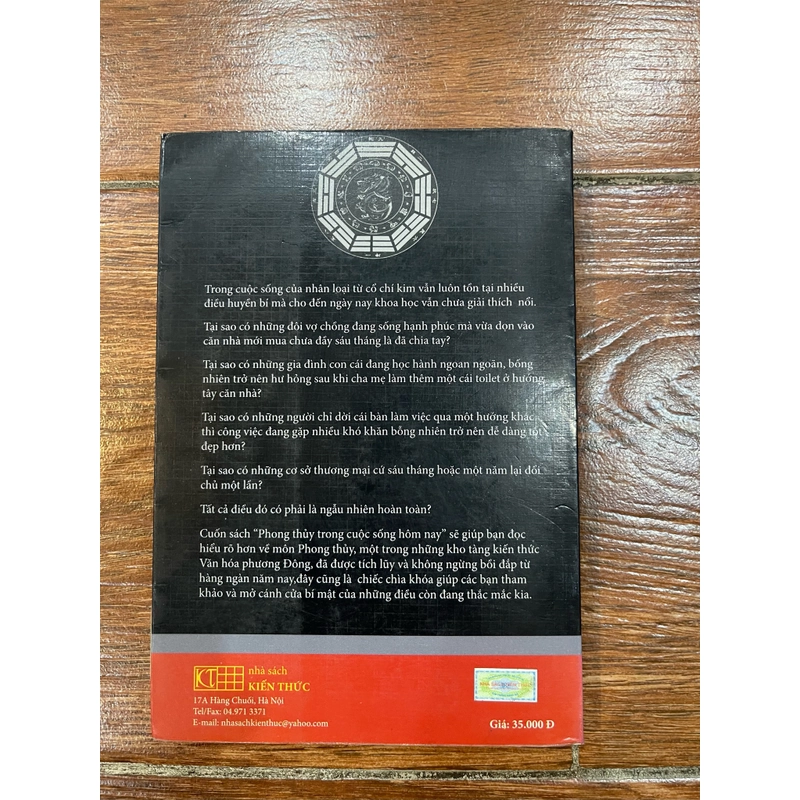 Trong cuộc sống của nhân loại từ cổ chí kim vẫn luôn tồn tại nhiều
điều huyền bí mà cho đến ngày nay khoa học vẫn chưa giải thích nổi.
Tại sao có những đôi vợ chồng đang sống hạnh phúc mà vừa dọn vào
căn nhà mới mua chưa đầy sáu tháng là đã chia tay?
Tại sao có những gia đình con cái đang học hành ngoan ngoãn, bỗng
nhiên trở nên hư hỏng sau khi cha mẹ làm thêm một cái toilet ở hướng
tây căn nhà?
Tại sao có những người chỉ dời cái bàn làm việc qua một hướng khác
thì công việc đang gặp nhiều khó khăn bỗng nhiên trở nên dễ dàng tốt
đẹp hơn?
Tại sao có những cơ sở thương mại cứ sáu tháng hoặc một năm lại đổi
chủ một lần?
Tất cả điều đó có phải là ngẫu nhiên hoàn toàn?
Cuốn sách "Phong thủy trong cuộc sống hôm nay" sẽ giúp bạn đọc
hiểu rõ hơn về môn Phong thủy, một trong những kho tàng kiến thức
Văn hóa phương Đông, đã được tích lũy và không ngừng bồi đắp từ
hàng ngàn năm nay,đây cũng là chiếc chìa khóa giúp các bạn tham
khảo và mở cánh cửa bí mật của những điều còn đang thắc mắc kia.
KT
nhà sách
KIẾN THỨC
17A Hàng Chuối, Hà Nội
Tel/Fax: 04.971 3371
E-mail: nhasachkienthuc@yahoo.com
Giá: 35.000 Đ